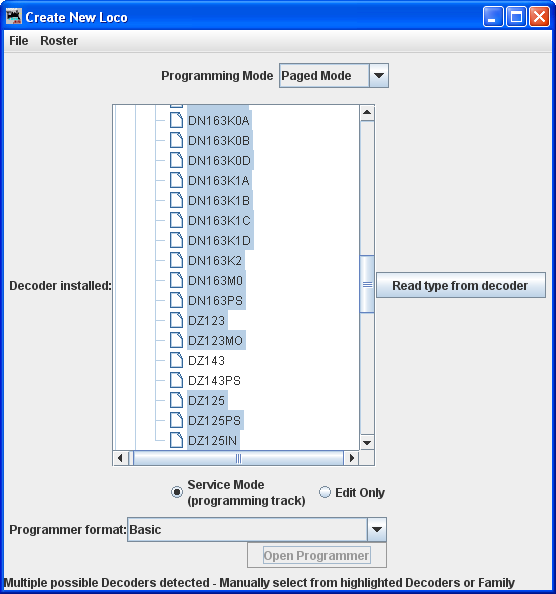 Create New Loco
File Roster
Programming Mode Paged Mode
DN163K0A
DN163K0B
DN163K0D
DN163K1A
DN163K1B
DN163K1C
DN163K1D
DN163K2
Decoder installed: DN163M0 Read type from decoder
DN163PS
DZ123
DZ123MO
DZ143
DZ143PS
DZ125
DZ125PS
DZ125IN
Service Mode
(programming track) Edit Only
Programmer format: Basic
Open Programmer
Multiple possible Decoders detected - Manually select from highlighted Decoders or Family